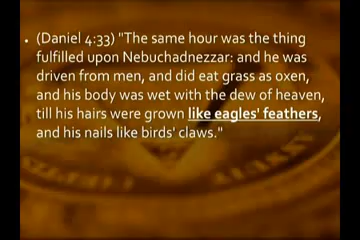 • (Daniel 4:33) "The same hour was the thing
fulfilled upon Nebuchadnezzar: and he was
driven from men, and did eat grass as oxen,
and his body was wet with the dew of heaven,
till his hairs were grown like eagles' feathers,
and his nails like birds' claws."